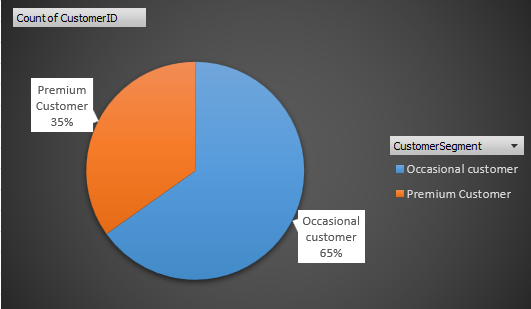 Count of CustomerID
Premium
Customer
35%
CustomerSegment
Occasional customer
Premium Customer
Occasional
customer
65%